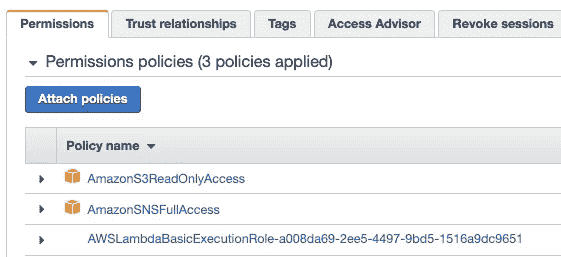 Permissions Trust relationships Tags Access Advisor Revoke sessions
Permissions policies (3 policies applied)
Attach policies
Policy name
AmazonS3ReadOnlyAccess
AmazonSNSFullAccess
AWSLambdaBasicExecutionRole-a008da69-2ee5-4497-9bd5-1516a9dc9651